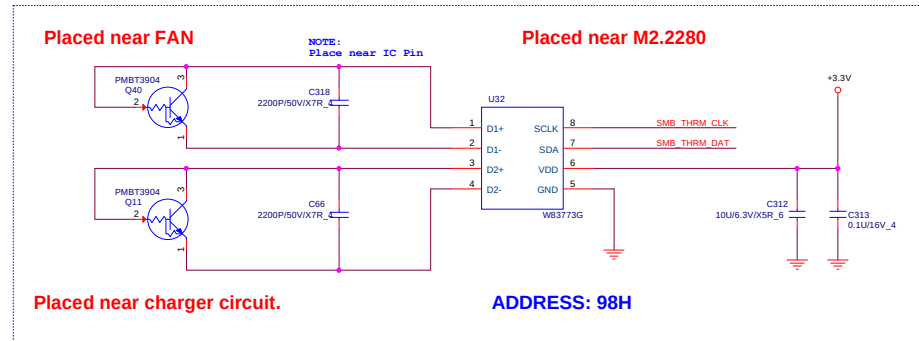 Placed near FAN
NOTE:
Place near IC Pin
Placed near M2.2280
PMBT3904
Q40
3
2
1
C318
2200P/50V/X7R_4
U32
1 D1+ SCLK 8 SMB_THRM_CLK
2 D1- SDA 7 SMB_THRM_DAT
3 D2+ VDD 6
4 D2- GND 5
W83773G
+3.3V
PMBT3904
Q11
3
2
1
C66
2200P/50V/X7R_4
C312
10U/6.3V/X5R_6
C313
0.1U/16V_4
Placed near charger circuit.
ADDRESS: 98H